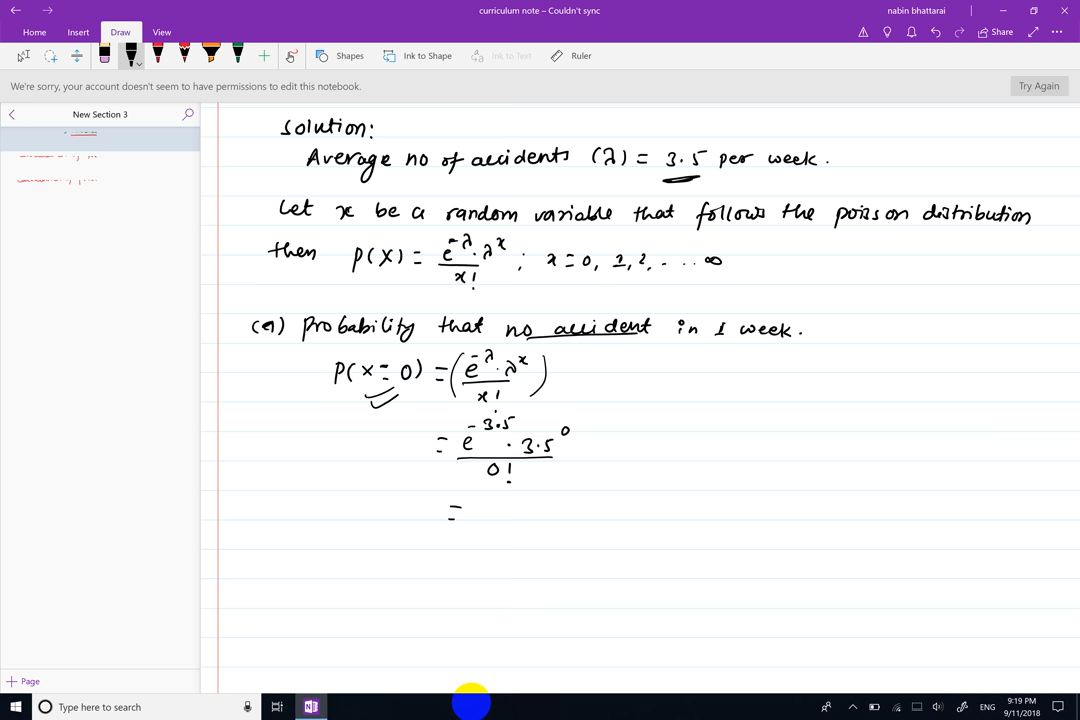 curriculum note – Couldn't sync
nabin bhattarai
Home Insert Draw View
Share
Shapes Ink to Shape Ink to Text Ruler
We're sorry, your account doesn't seem to have permissions to edit this notebook.
Try Again
New Section 3
Solution:
Average no of accidents (λ) = 3.5 per week.
Let x be a random variable that follows the poisson distribution
then P(X) = e^-λ . λ^x / x! ; x = 0, 1, 2, . . . . ∞
(a) Probability that no accident in 1 week.
P(x = 0) = (e^-λ . λ^x / x!)
= e^-3.5 . 3.5^0 / 0!
=
+ Page
Type here to search
ENG
9:19 PM
9/11/2018